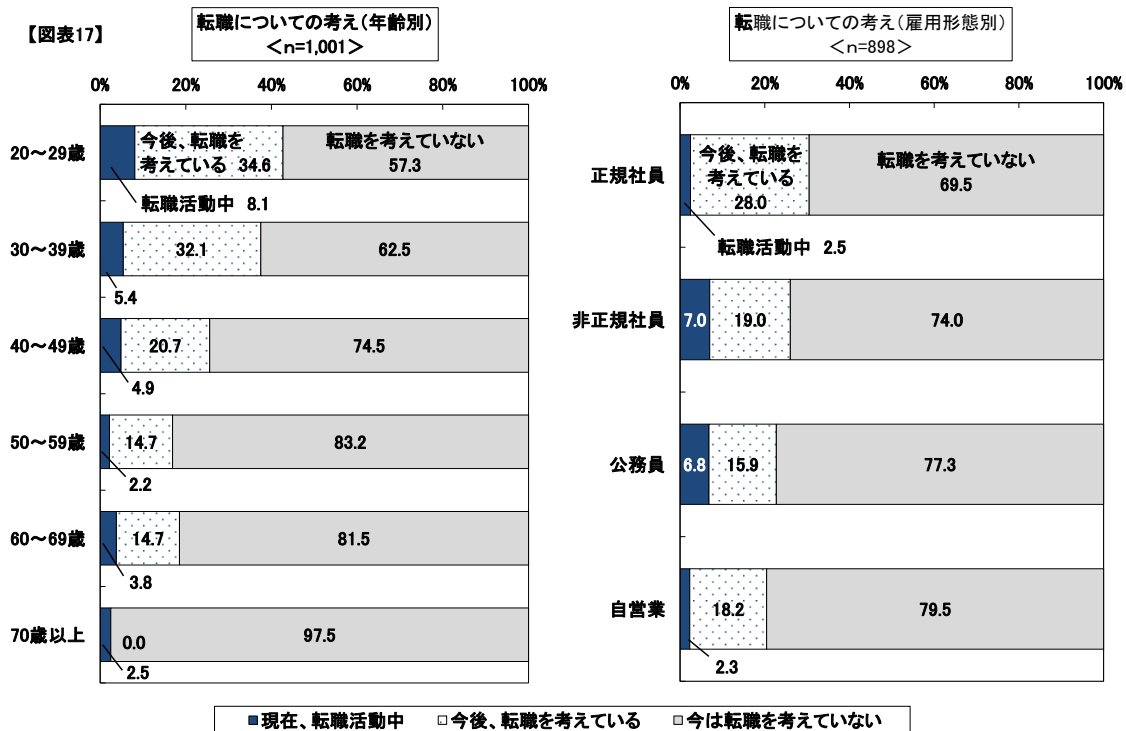 【図表17】
転職についての考え(年齢別)
＜n=1,001＞
0% 20% 40% 60% 80% 100%
20～29歳
今後、転職を
考えている 34.6
転職を考えていない
57.3
転職活動中 8.1
30～39歳 32.1 62.5
5.4
40～49歳 20.7 74.5
4.9
50～59歳 14.7 83.2
2.2
60～69歳 14.7 81.5
3.8
70歳以上 0.0 97.5
2.5
転職についての考え(雇用形態別)
＜n=898＞
0% 20% 40% 60% 80% 100%
正規社員
今後、転職を
考えている
28.0
転職を考えていない
69.5
転職活動中 2.5
非正規社員 7.0 19.0 74.0
公務員 6.8 15.9 77.3
自営業 18.2 79.5
2.3
現在、転職活動中 今後、転職を考えている 今は転職を考えていない